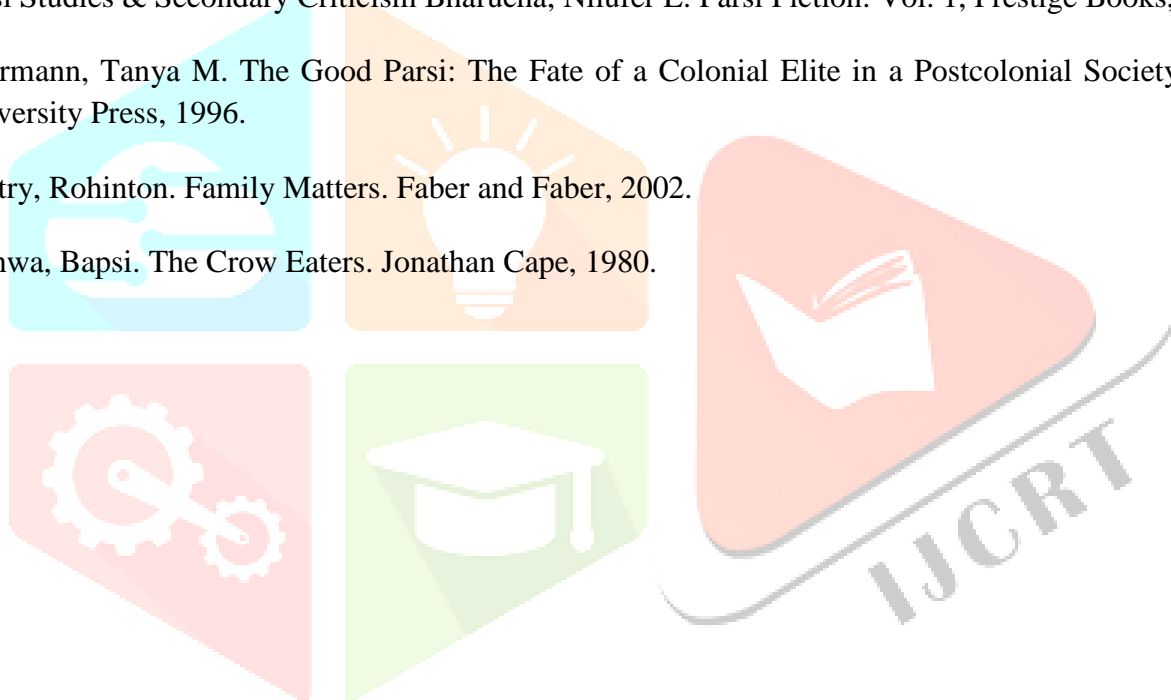 si Studies & Secondary Criticism Bharucha, Nilufer E. Parsi Fiction. Vol. 1, Prestige Books,
rmann, Tanya M. The Good Parsi: The Fate of a Colonial Elite in a Postcolonial Society
versity Press, 1996.
try, Rohinton. Family Matters. Faber and Faber, 2002.
hwa, Bapsi. The Crow Eaters. Jonathan Cape, 1980.
IJCRT